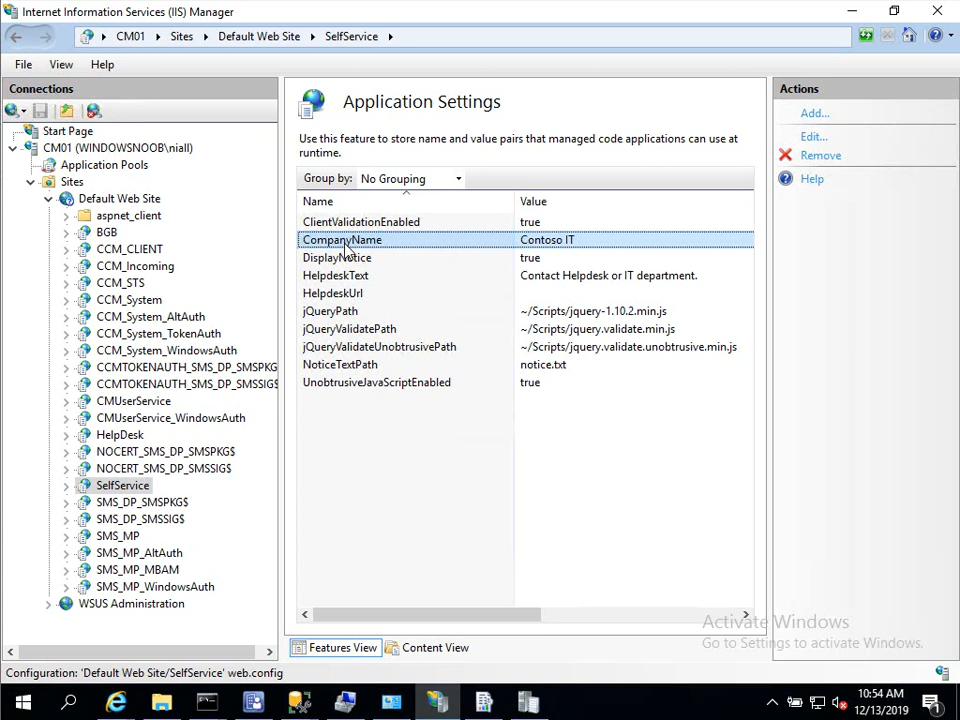 Internet Information Services (IIS) Manager
CM01 Sites Default Web Site SelfService
File View Help
Connections
Start Page
CM01 (WINDOWSNOOB\niall)
Application Pools
Sites
Default Web Site
aspnet_client
BGB
CCM_CLIENT
CCM_Incoming
CCM_STS
CCM_System
CCM_System_AltAuth
CCM_System_TokenAuth
CCM_System_WindowsAuth
CCMTOKENAUTH_SMS_DP_SMSPKG
CCMTOKENAUTH_SMS_DP_SMSSIG$
CMUserService
CMUserService_WindowsAuth
HelpDesk
NOCERT_SMS_DP_SMSPKG$
NOCERT_SMS_DP_SMSSIG$
SelfService
SMS_DP_SMSPKG$
SMS_DP_SMSSIG$
SMS_MP
SMS_MP_AltAuth
SMS_MP_MBAM
SMS_MP_WindowsAuth
WSUS Administration
Application Settings
Use this feature to store name and value pairs that managed code applications can use at
runtime.
Group by: No Grouping
Name Value
ClientValidationEnabled true
CompanyName Contoso IT
DisplayNotice true
HelpdeskText Contact Helpdesk or IT department.
HelpdeskUrl
jQueryPath ~/Scripts/jquery-1.10.2.min.js
jQueryValidatePath ~/Scripts/jquery.validate.min.js
jQueryValidateUnobtrusivePath ~/Scripts/jquery.validate.unobtrusive.min.js
NoticeTextPath notice.txt
UnobtrusiveJavaScriptEnabled true
Features View Content View
Actions
Add...
Edit...
Remove
Help
Activate Windows
Go to Settings to activate Windows.
Configuration: 'Default Web Site/SelfService' web.config
10:54 AM
12/13/2019
1